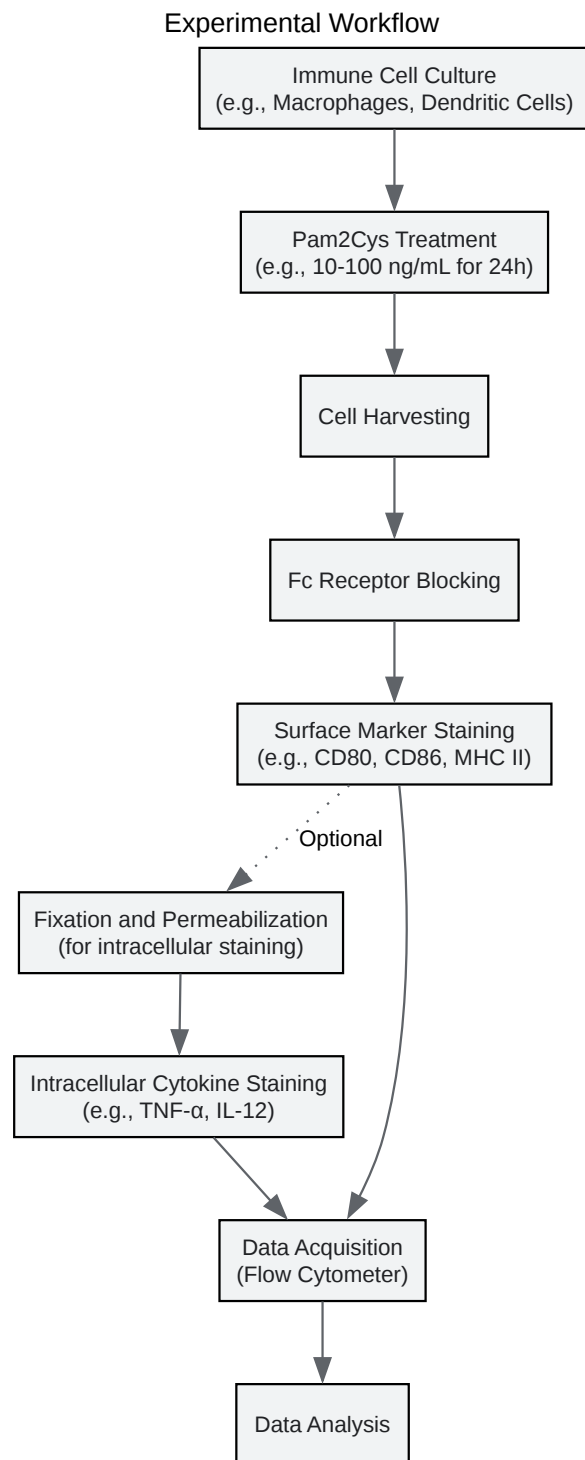 Experimental Workflow
Immune Cell Culture
(e.g., Macrophages, Dendritic Cells)
Pam2Cys Treatment
(e.g., 10-100 ng/mL for 24h)
Cell Harvesting
Fc Receptor Blocking
Surface Marker Staining
(e.g., CD80, CD86, MHC II)
Optional
Fixation and Permeabilization
(for intracellular staining)
Intracellular Cytokine Staining
(e.g., TNF-α, IL-12)
Data Acquisition
(Flow Cytometer)
Data Analysis